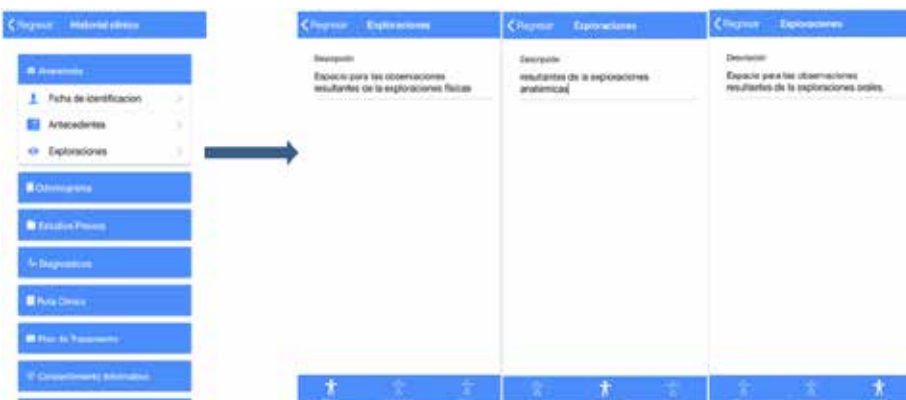 Regresar Historial clínico
Anamnesis
Ficha de identificacion
Antecedentes
Exploraciones
Odontograma
Estudios Previos
Diagnosticos
Nota Clinica
Plan de Tratamiento
Consentimiento Informativo
Regresar Exploraciones
Descripción
Espacio para las observaciones
resultantes de la exploraciones físicas
Regresar Exploraciones
Descripción
resultantes de la exploraciones
anatómicas
Regresar Exploraciones
Descripción
Espacio para las observaciones
resultantes de la exploraciones orales.